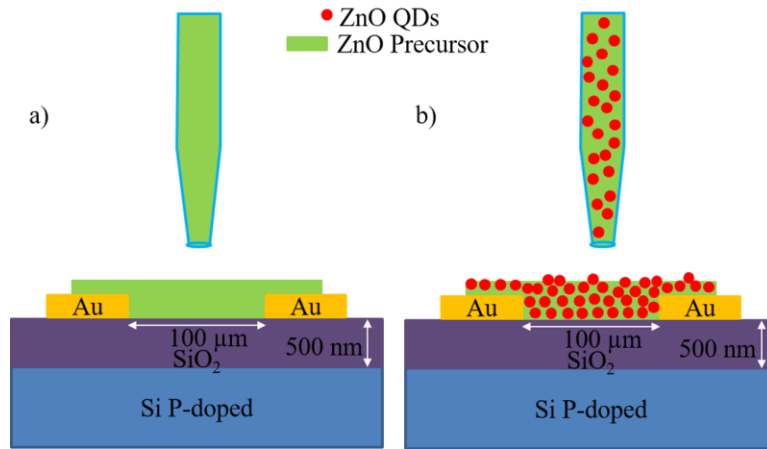 ZnO QDs
ZnO Precursor
a)
b)
Au
Au
100 µm
SiO2
500 nm
Si P-doped
Au
Au
100 µm
SiO2
500 nm
Si P-doped